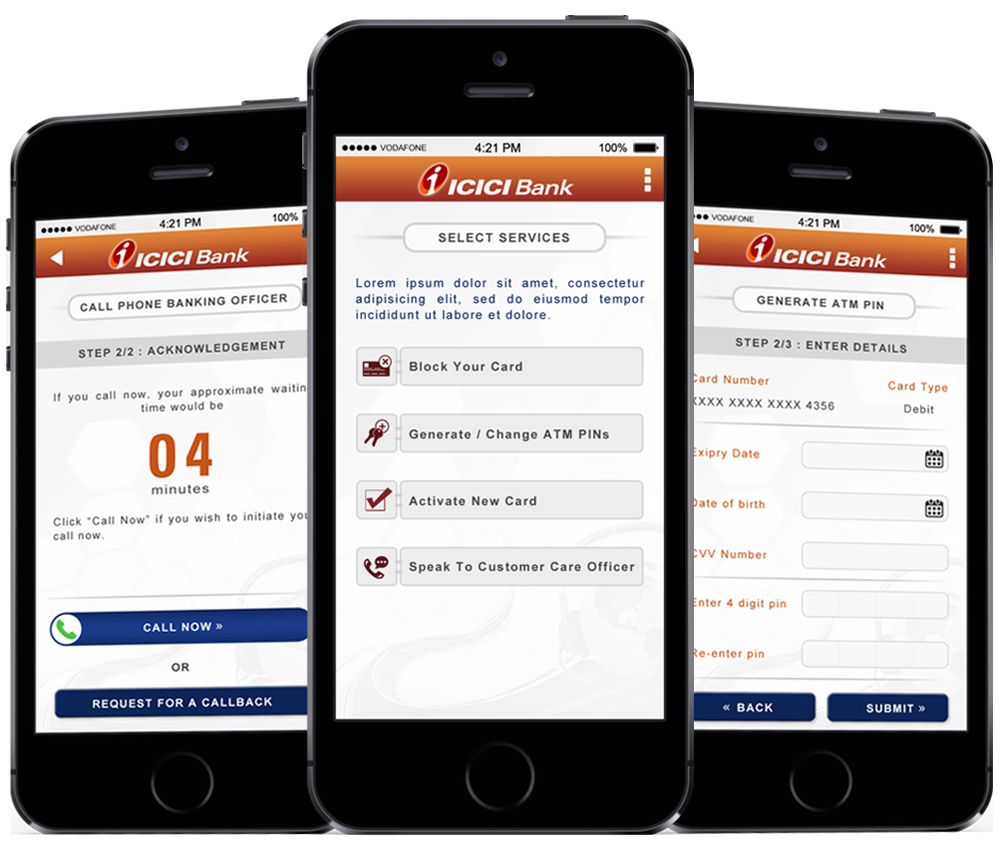 ●●●●● VODAFONE 4:21 PM 100%
ICICI Bank
CALL PHONE BANKING OFFICER
STEP 2/2 : ACKNOWLEDGEMENT
If you call now, your approximate waitin
time would be
04
minutes
Click “Call Now” if you wish to initiate you
call now.
CALL NOW »
OR
REQUEST FOR A CALLBACK
●●●●● VODAFONE 4:21 PM 100%
ICICI Bank
SELECT SERVICES
Lorem ipsum dolor sit amet, consectetur
adipisicing elit, sed do eiusmod tempor
incididunt ut labore et dolore.
Block Your Card
Generate / Change ATM PINs
Activate New Card
Speak To Customer Care Officer
●● VODAFONE 4:21 PM 100%
ICICI Bank
GENERATE ATM PIN
STEP 2/3 : ENTER DETAILS
Card Number Card Type
XXXX XXXX XXXX 4356 Debit
Exipry Date
Date of birth
CVV Number
Enter 4 digit pin
Re-enter pin
« BACK SUBMIT »